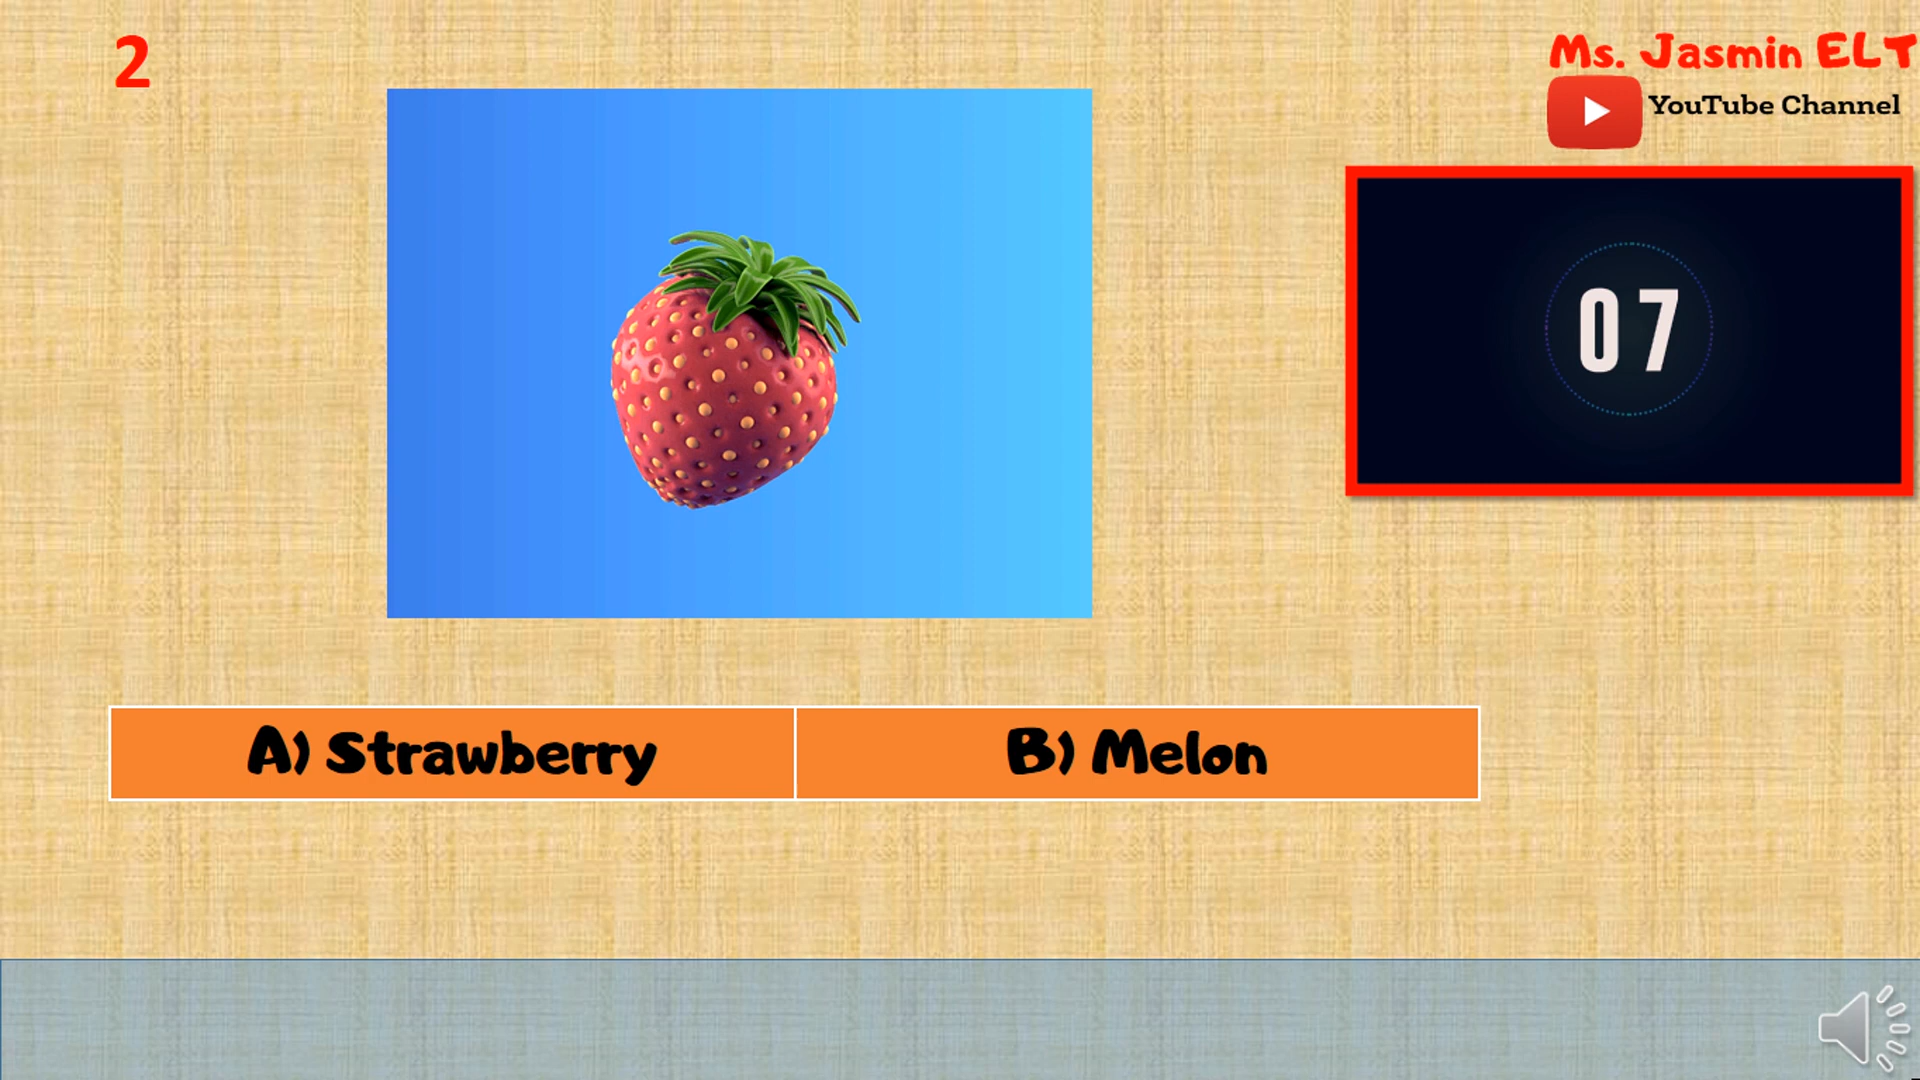 2
Ms. Jasmin ELT
YouTube Channel
07
A) Strawberry
B) Melon